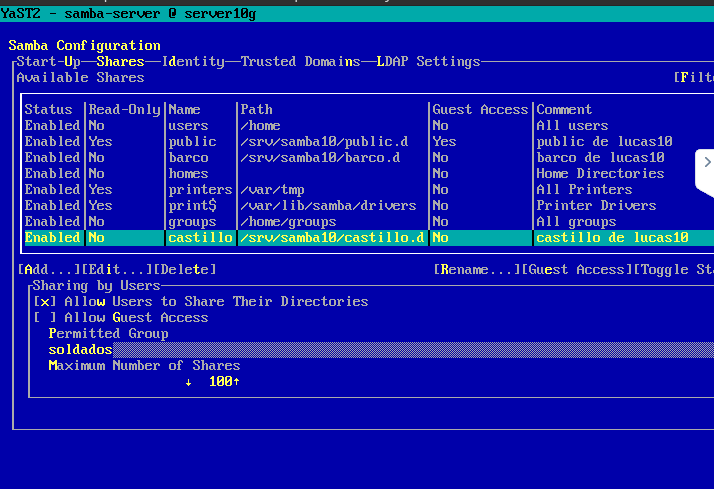 YaST2 - samba-server @ server10g
Samba Configuration
Start-Up Shares Identity Trusted Domains LDAP Settings
Available Shares [Filt
Status Read-Only Name Path Guest Access Comment
Enabled No users /home No All users
Enabled Yes public /srv/samba10/public.d Yes public de lucas10
Enabled No barco /srv/samba10/barco.d No barco de lucas10
Enabled No homes No Home Directories
Enabled Yes printers /var/tmp No All Printers
Enabled Yes print$ /var/lib/samba/drivers No Printer Drivers
Enabled No groups /home/groups No All groups
Enabled No castillo /srv/samba10/castillo.d No castillo de lucas10
[Add...][Edit...][Delete] [Rename...][Guest Access][Toggle St
Sharing by Users
[x] Allow Users to Share Their Directories
[ ] Allow Guest Access
Permitted Group
soldados
Maximum Number of Shares
↓ 100↑